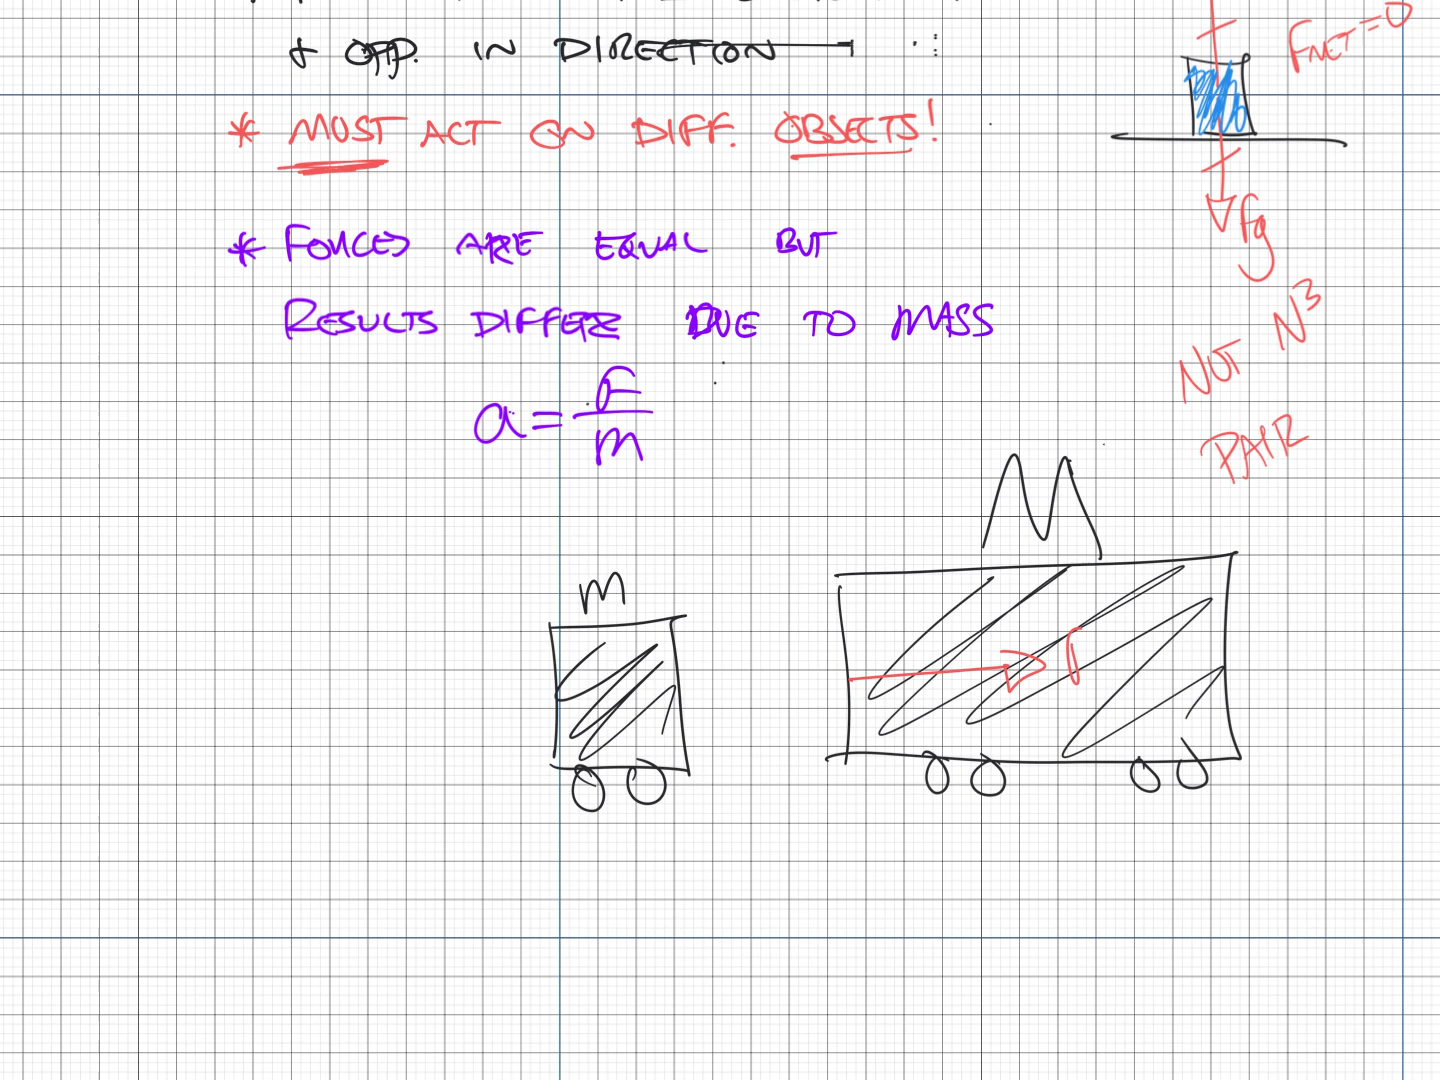 & OPP. IN DIRECTION
* MUST ACT ON DIFF. OBJECTS!
* FORCES ARE EQUAL BUT
RESULTS DIFFER DUE TO MASS
a = F/m
FNET = 0
Fg
NOT N3
PAIR
m
M